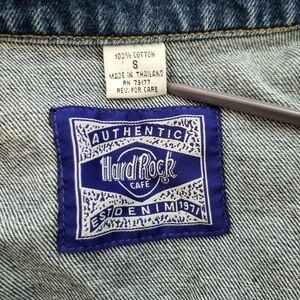 100% COTTON
S
MADE IN THAILAND
RN 79177
REV. FOR CARE
AUTHENTIC
Hard Rock
CAFE
EST DENIM 1971